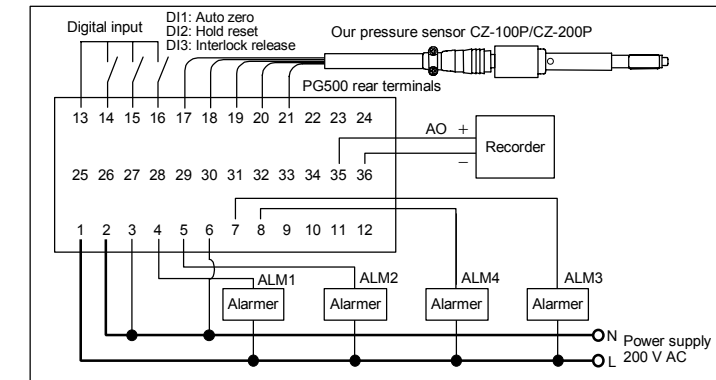 Digital input
DI1: Auto zero
DI2: Hold reset
DI3: Interlock release
Our pressure sensor CZ-100P/CZ-200P
PG500 rear terminals
13 14 15 16 17 18 19 20 21 22 23 24
AO +
−
Recorder
25 26 27 28 29 30 31 32 33 34 35 36
1 2 3 4 5 6 7 8 9 10 11 12
ALM1 ALM2 ALM4 ALM3
Alarmer Alarmer Alarmer Alarmer
N
L
Power supply
200 V AC